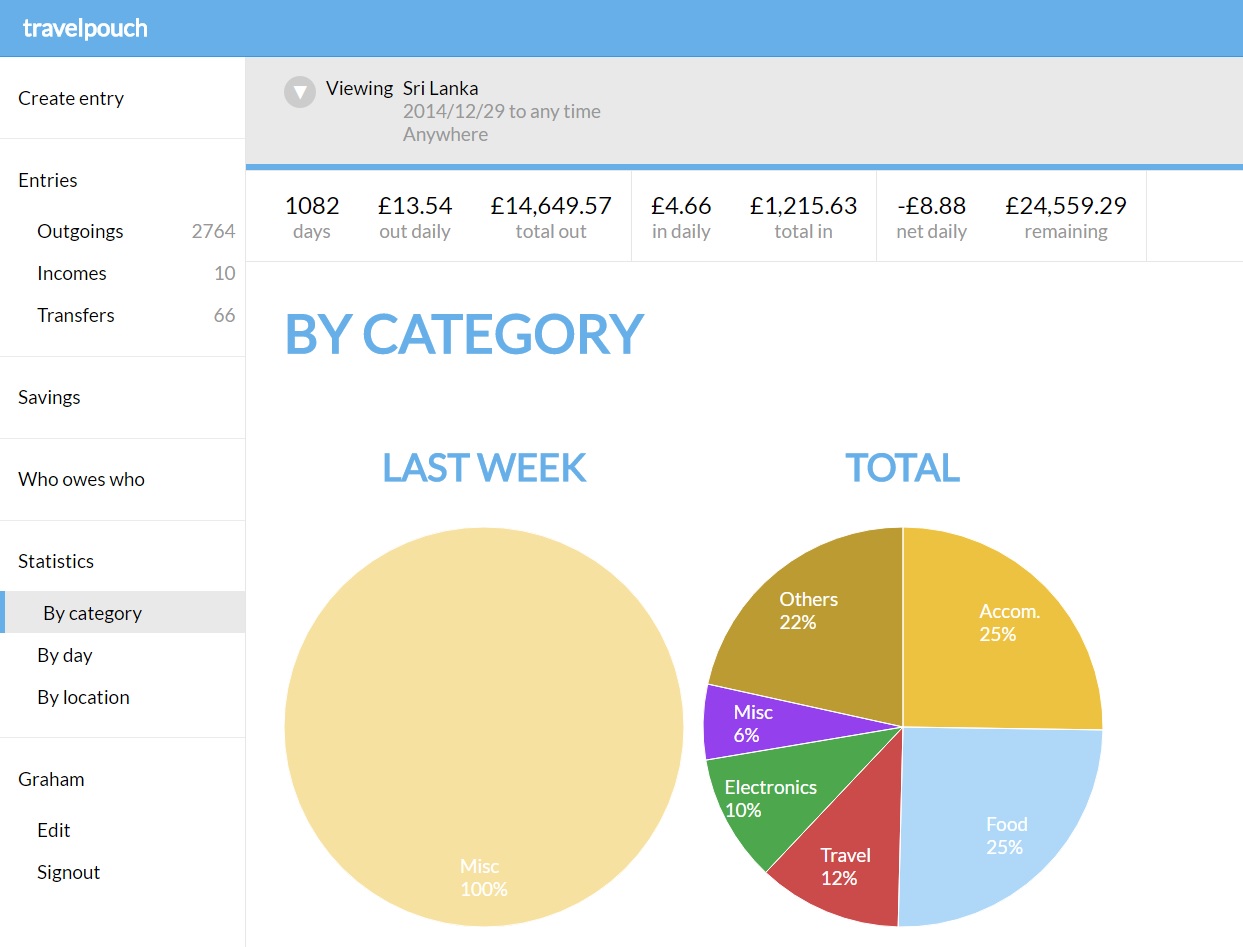 travelpouch
Create entry
Entries
Outgoings 2764
Incomes 10
Transfers 66
Savings
Who owes who
Statistics
By category
By day
By location
Graham
Edit
Signout
Viewing Sri Lanka
2014/12/29 to any time
Anywhere
1082 £13.54 £14,649.57 £4.66 £1,215.63 -£8.88 £24,559.29
days out daily total out in daily total in net daily remaining
BY CATEGORY
LAST WEEK
Misc
100%
TOTAL
Others
22%
Accom.
25%
Misc
6%
Electronics
10%
Travel
12%
Food
25%